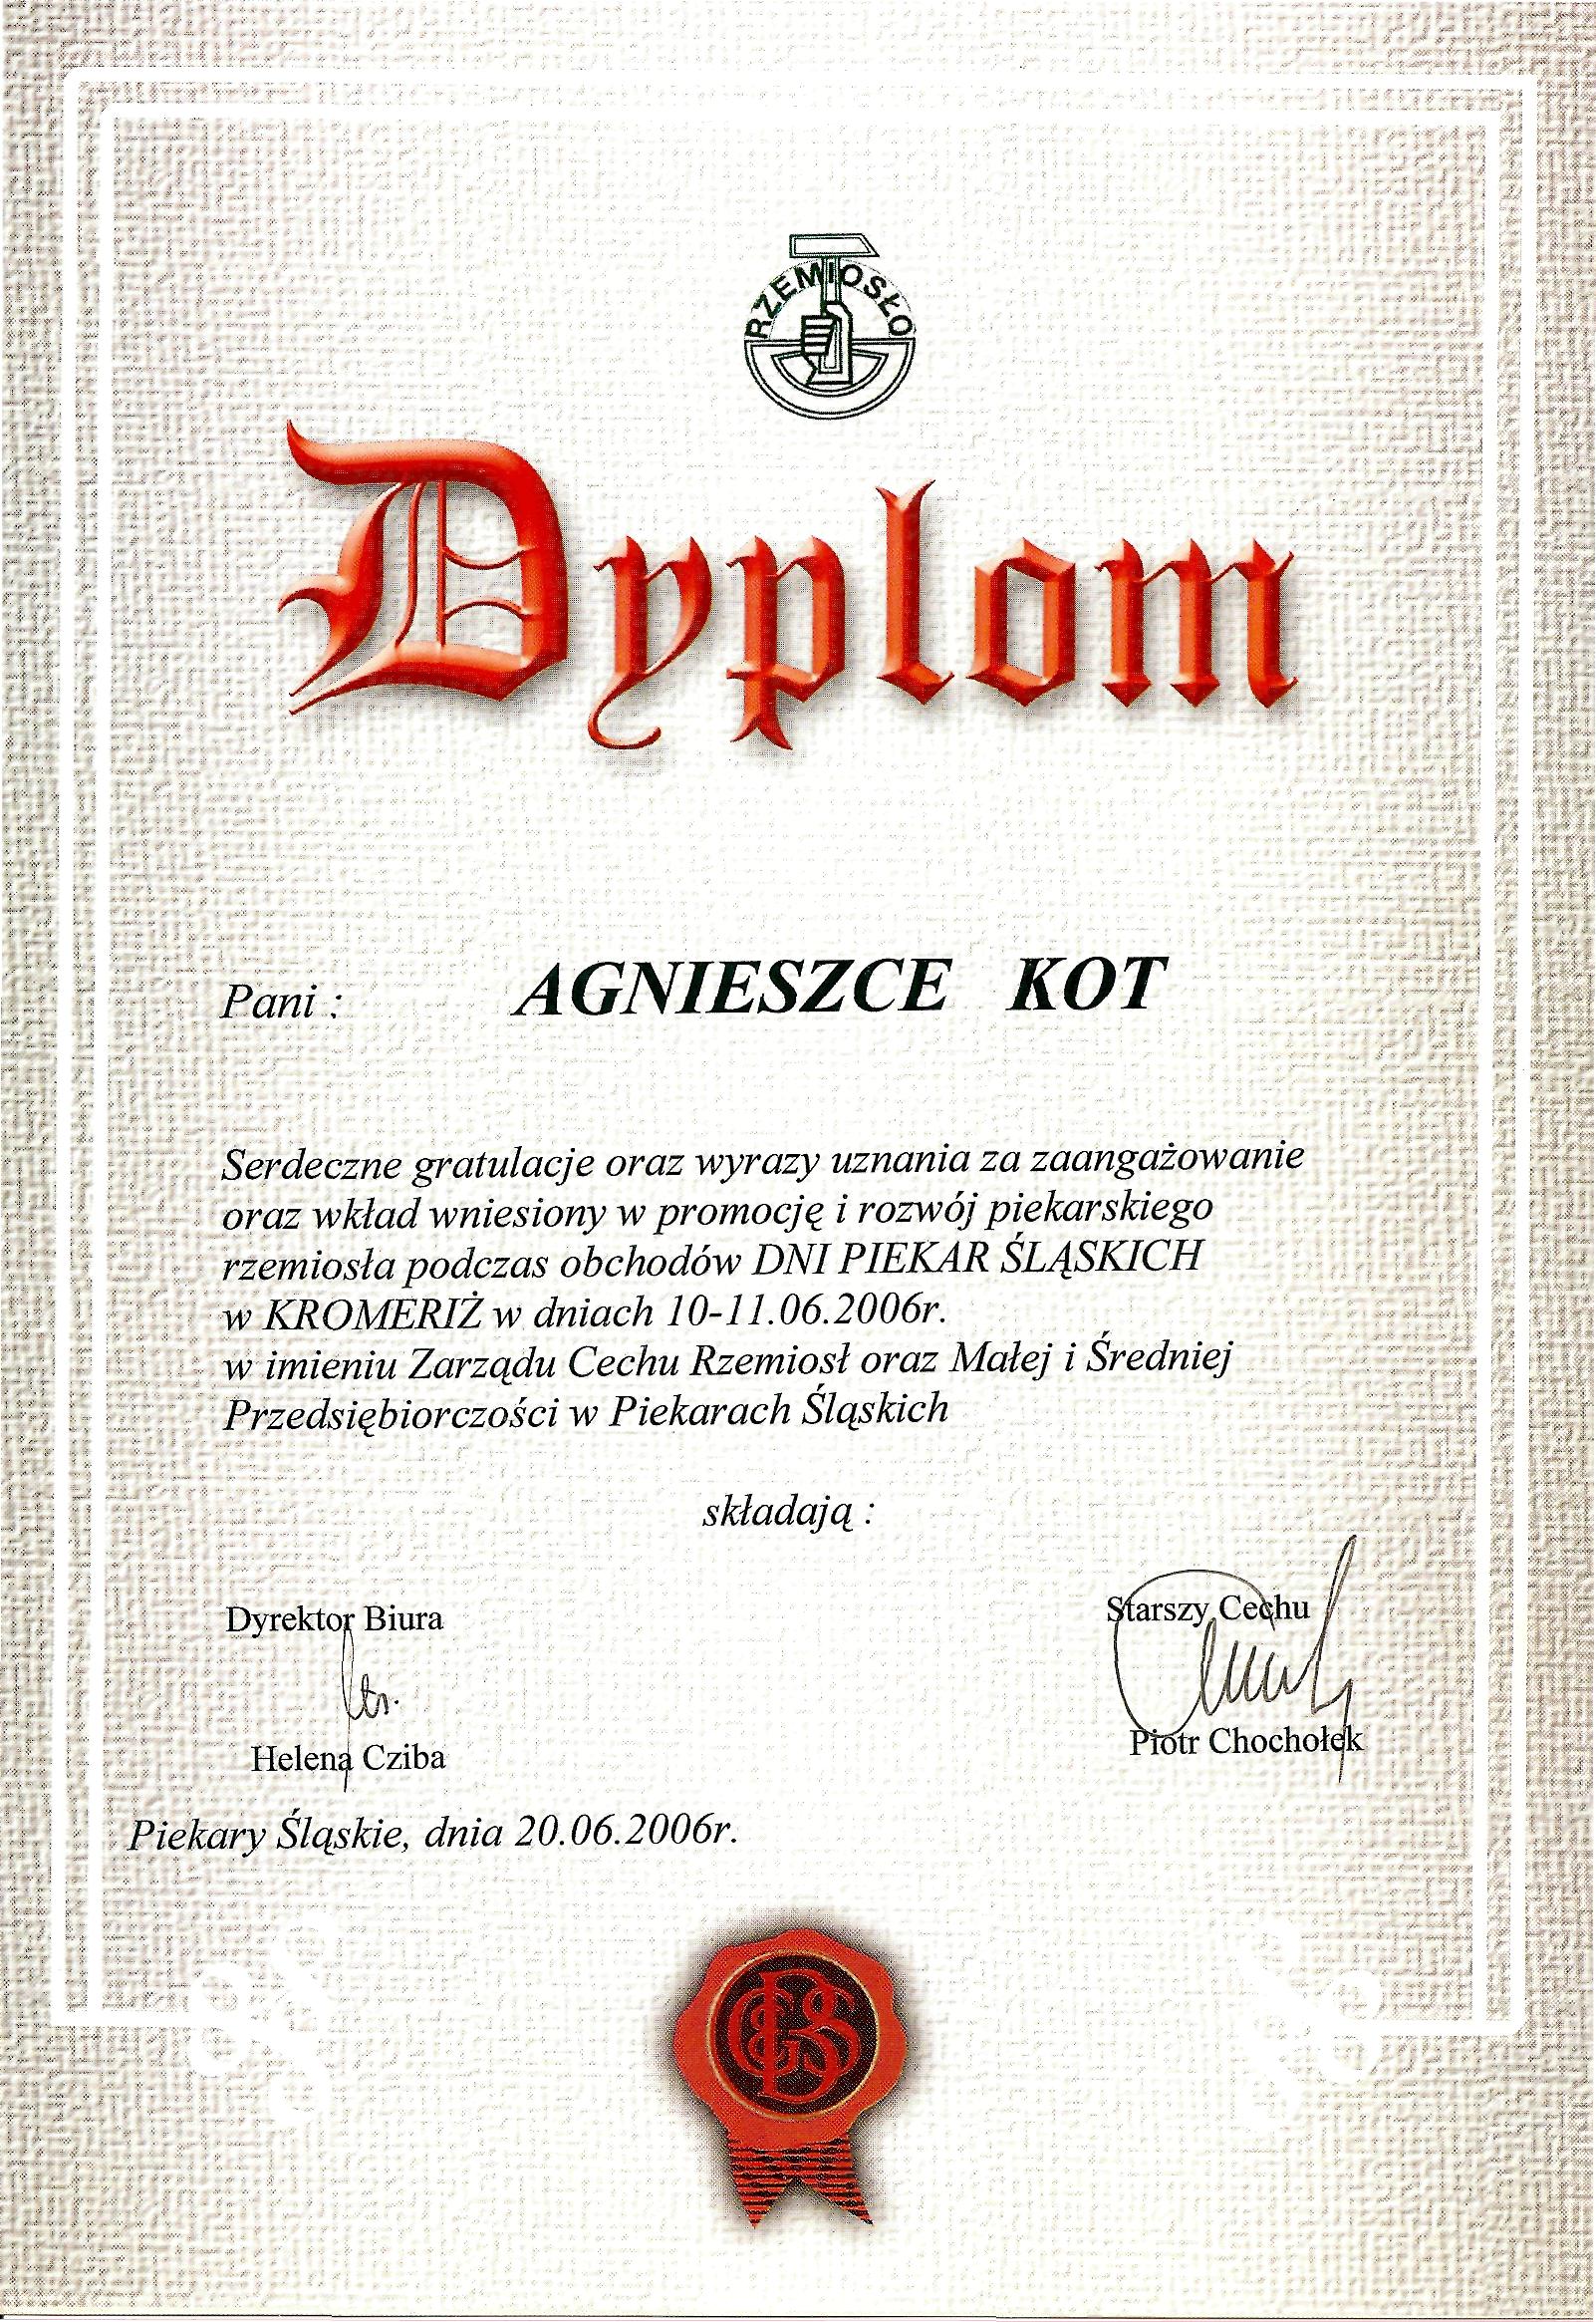 RZEMIOSŁO
Dyplom
Pani : AGNIESZCE KOT
Serdeczne gratulacje oraz wyrazy uznania za zaangażowanie
oraz wkład wniesiony w promocję i rozwój piekarskiego
rzemiosła podczas obchodów DNI PIEKAR ŚLĄSKICH
w KROMERIŻ w dniach 10-11.06.2006r.
w imieniu Zarządu Cechu Rzemiosł oraz Małej i Średniej
Przedsiębiorczości w Piekarach Śląskich
składają :
Dyrektor Biura
Starszy Cechu
Helena Cziba
Piotr Chochołek
Piekary Śląskie, dnia 20.06.2006r.